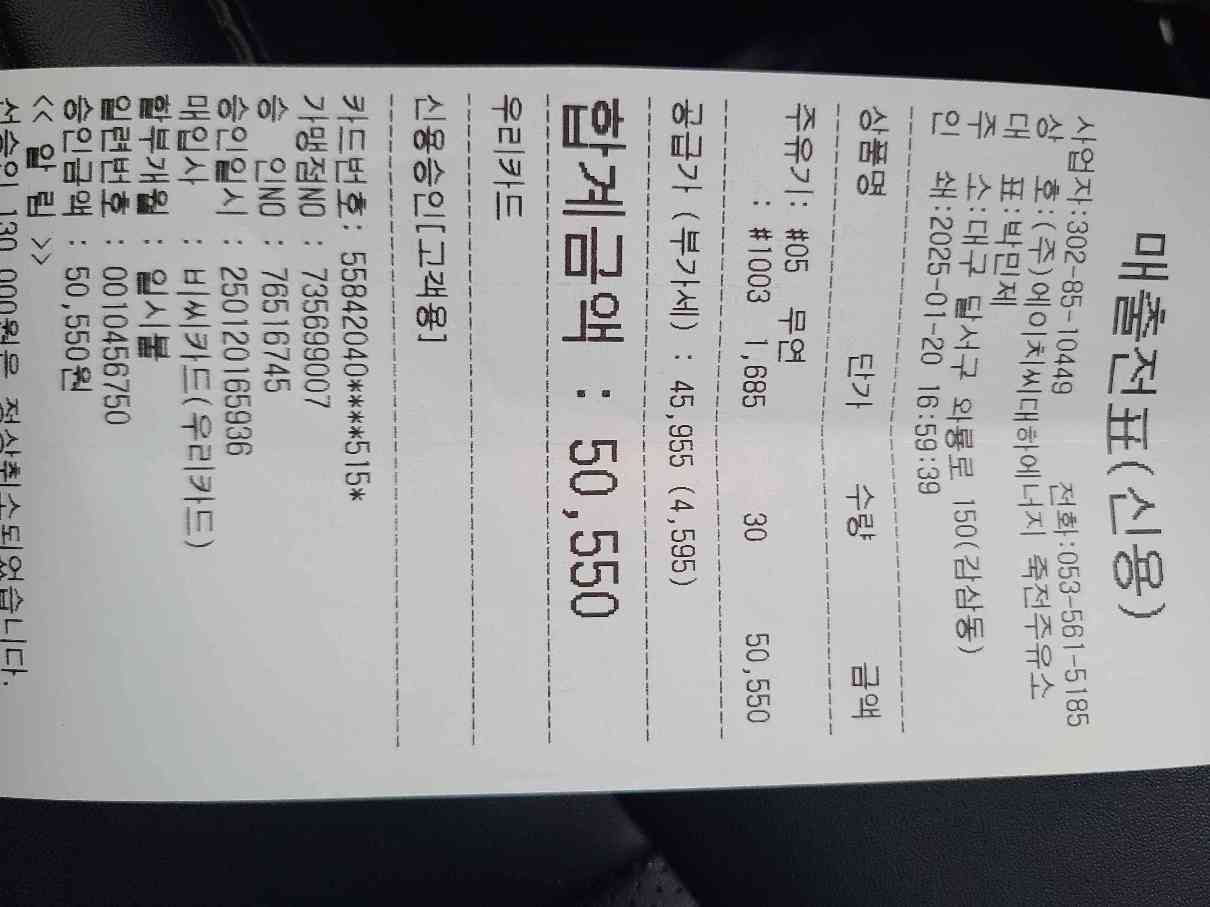 매출전표(신용)
사업자:302-85-10449 전화:053-561-5185
상 호:(주)에이치씨대하에너지 죽전주유소
대 표:박민제
주 소:대구 달서구 와룡로 150(감삼동)
인 쇄:2025-01-20 16:59:39
상품명 단가 수량 금액
주유기: #05 무연
: #1003 1,685 30 50,550
공급가(부가세) : 45,955 (4,595)
합계금액 : 50,550
우리카드
신용승인[고객용]
카드번호: 55842040****515*
가맹점NO : 735699007
승 인NO : 76516745
승인일시 : 250120165936
매입사 : 비씨카드(우리카드)
할부개월 : 일시불
일련번호 : 0010456750
승인금액 : 50,550원
<< 알 림 >>
선승인 130,000원은 정상취소되었습니다.